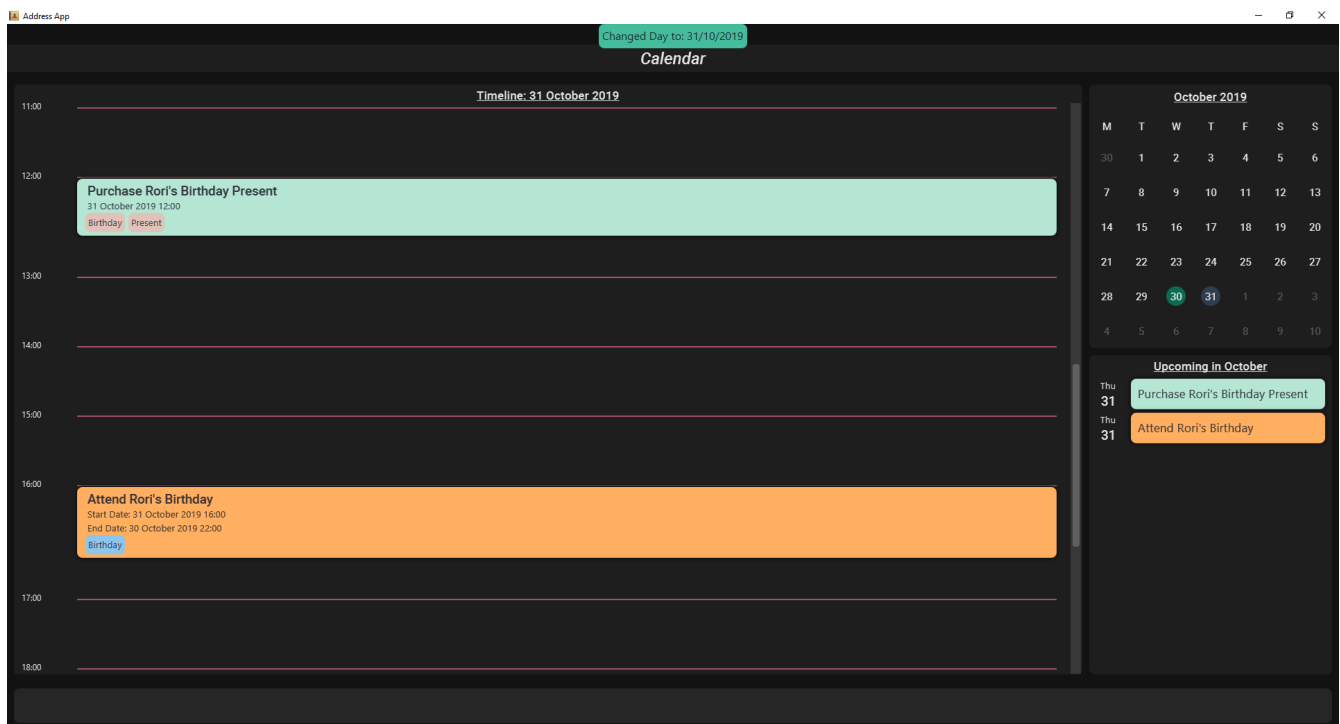 Address App
Changed Day to: 31/10/2019
Calendar
Timeline: 31 October 2019
11:00
12:00
Purchase Rori's Birthday Present
31 October 2019 12:00
Birthday Present
13:00
14:00
15:00
16:00
Attend Rori's Birthday
Start Date: 31 October 2019 16:00
End Date: 30 October 2019 22:00
Birthday
17:00
18:00
October 2019
M T W T F S S
30 1 2 3 4 5 6
7 8 9 10 11 12 13
14 15 16 17 18 19 20
21 22 23 24 25 26 27
28 29 30 31 1 2 3
4 5 6 7 8 9 10
Upcoming in October
Thu
31
Purchase Rori's Birthday Present
Thu
31
Attend Rori's Birthday